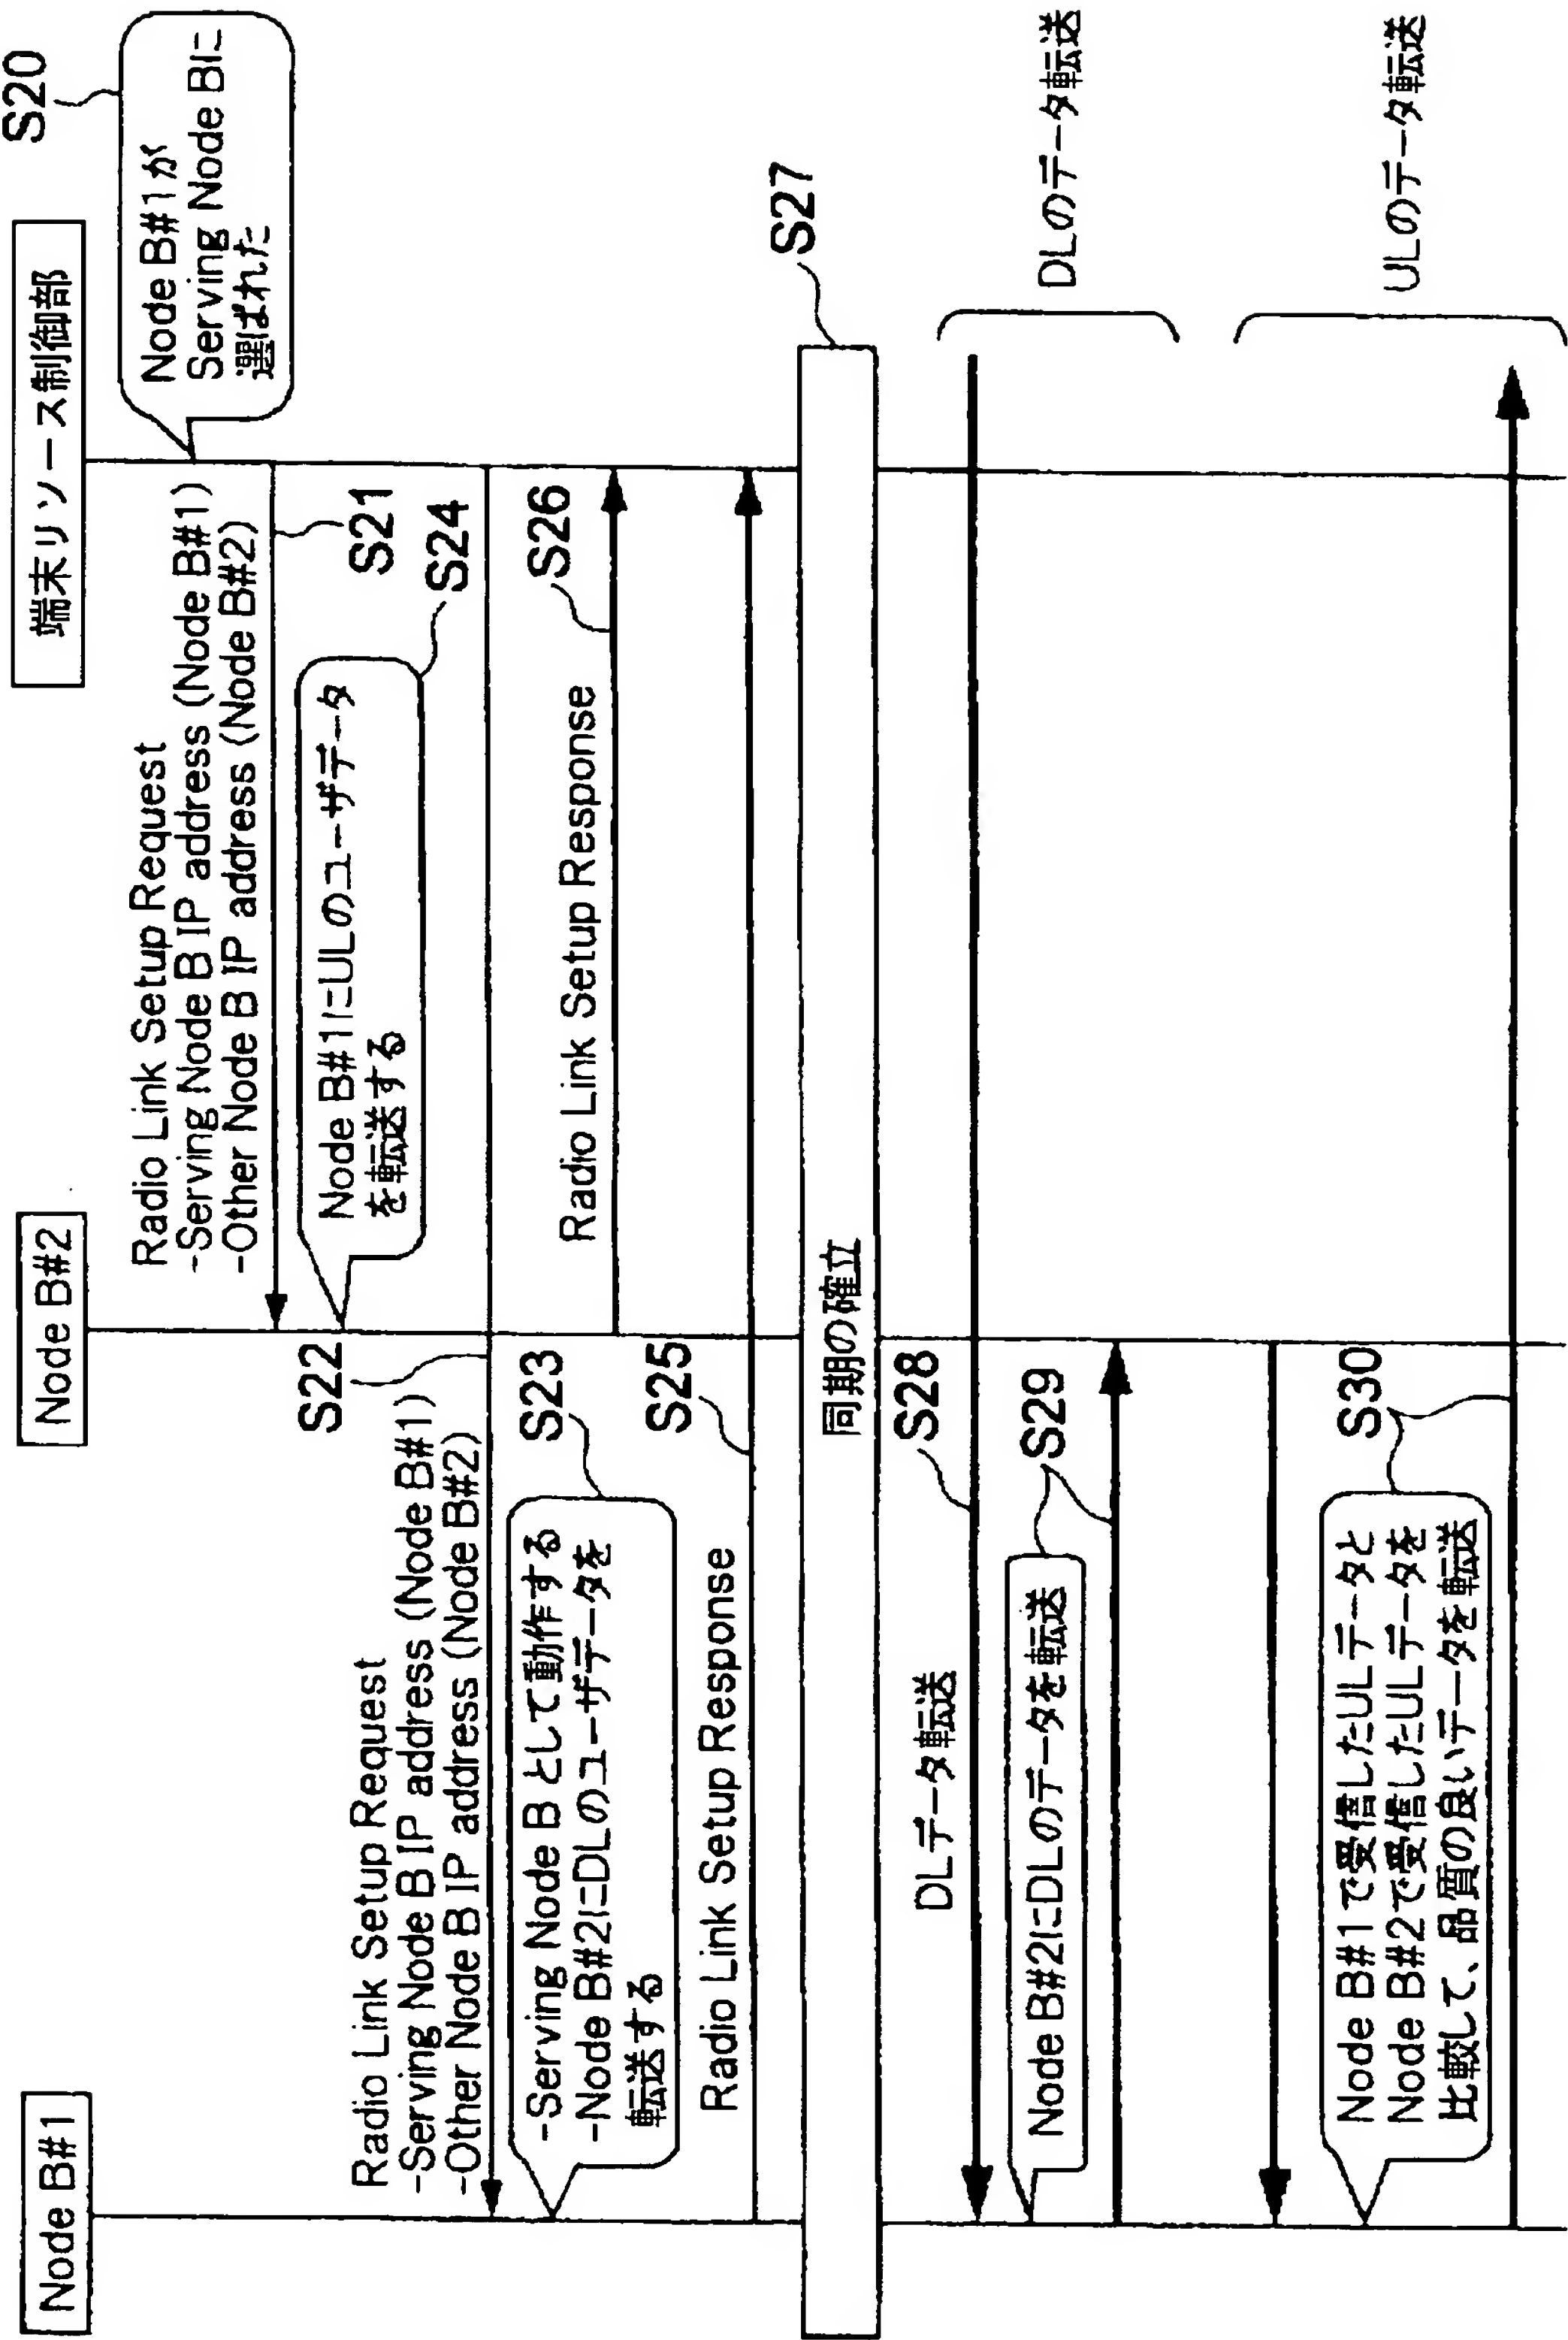 Node B#1
Node B#2
端末リソース制御部
S20
Node B#1が
Serving Node Bに
選ばれた
Radio Link Setup Request
-Serving Node B IP address (Node B#1)
-Other Node B IP address (Node B#2)
S21
Node B#1にULのユーザデータ
を転送する
S24
S22
Radio Link Setup Request
-Serving Node B IP address (Node B#1)
-Other Node B IP address (Node B#2)
-Serving Node B として動作する
-Node B#2にDLのユーザデータを
転送する
S23
Radio Link Setup Response
S26
Radio Link Setup Response
S25
同期の確立
S27
DLデータ転送
S28
DLのデータ転送
Node B#2にDLのデータを転送
S29
ULのデータ転送
Node B#1で受信したULデータと
Node B#2で受信したULデータを
比較して、品質の良いデータを転送
S30